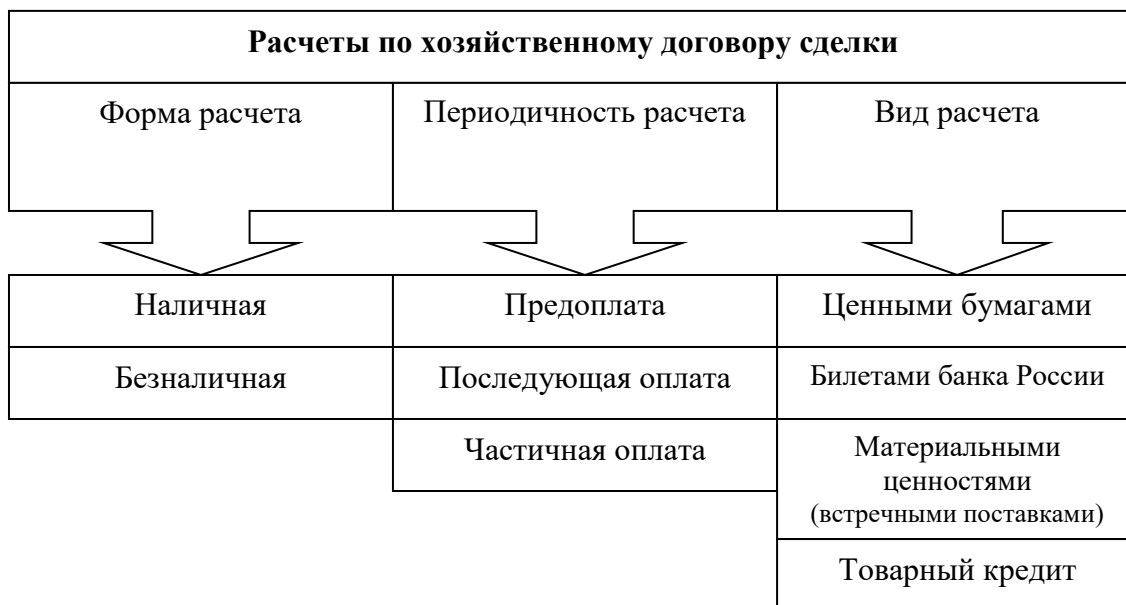 Расчеты по хозяйственному договору сделки
Форма расчета
Периодичность расчета
Вид расчета
Наличная
Предоплата
Ценными бумагами
Безналичная
Последующая оплата
Билетами банка России
Частичная оплата
Материальными
ценностями
(встречными поставками)
Товарный кредит